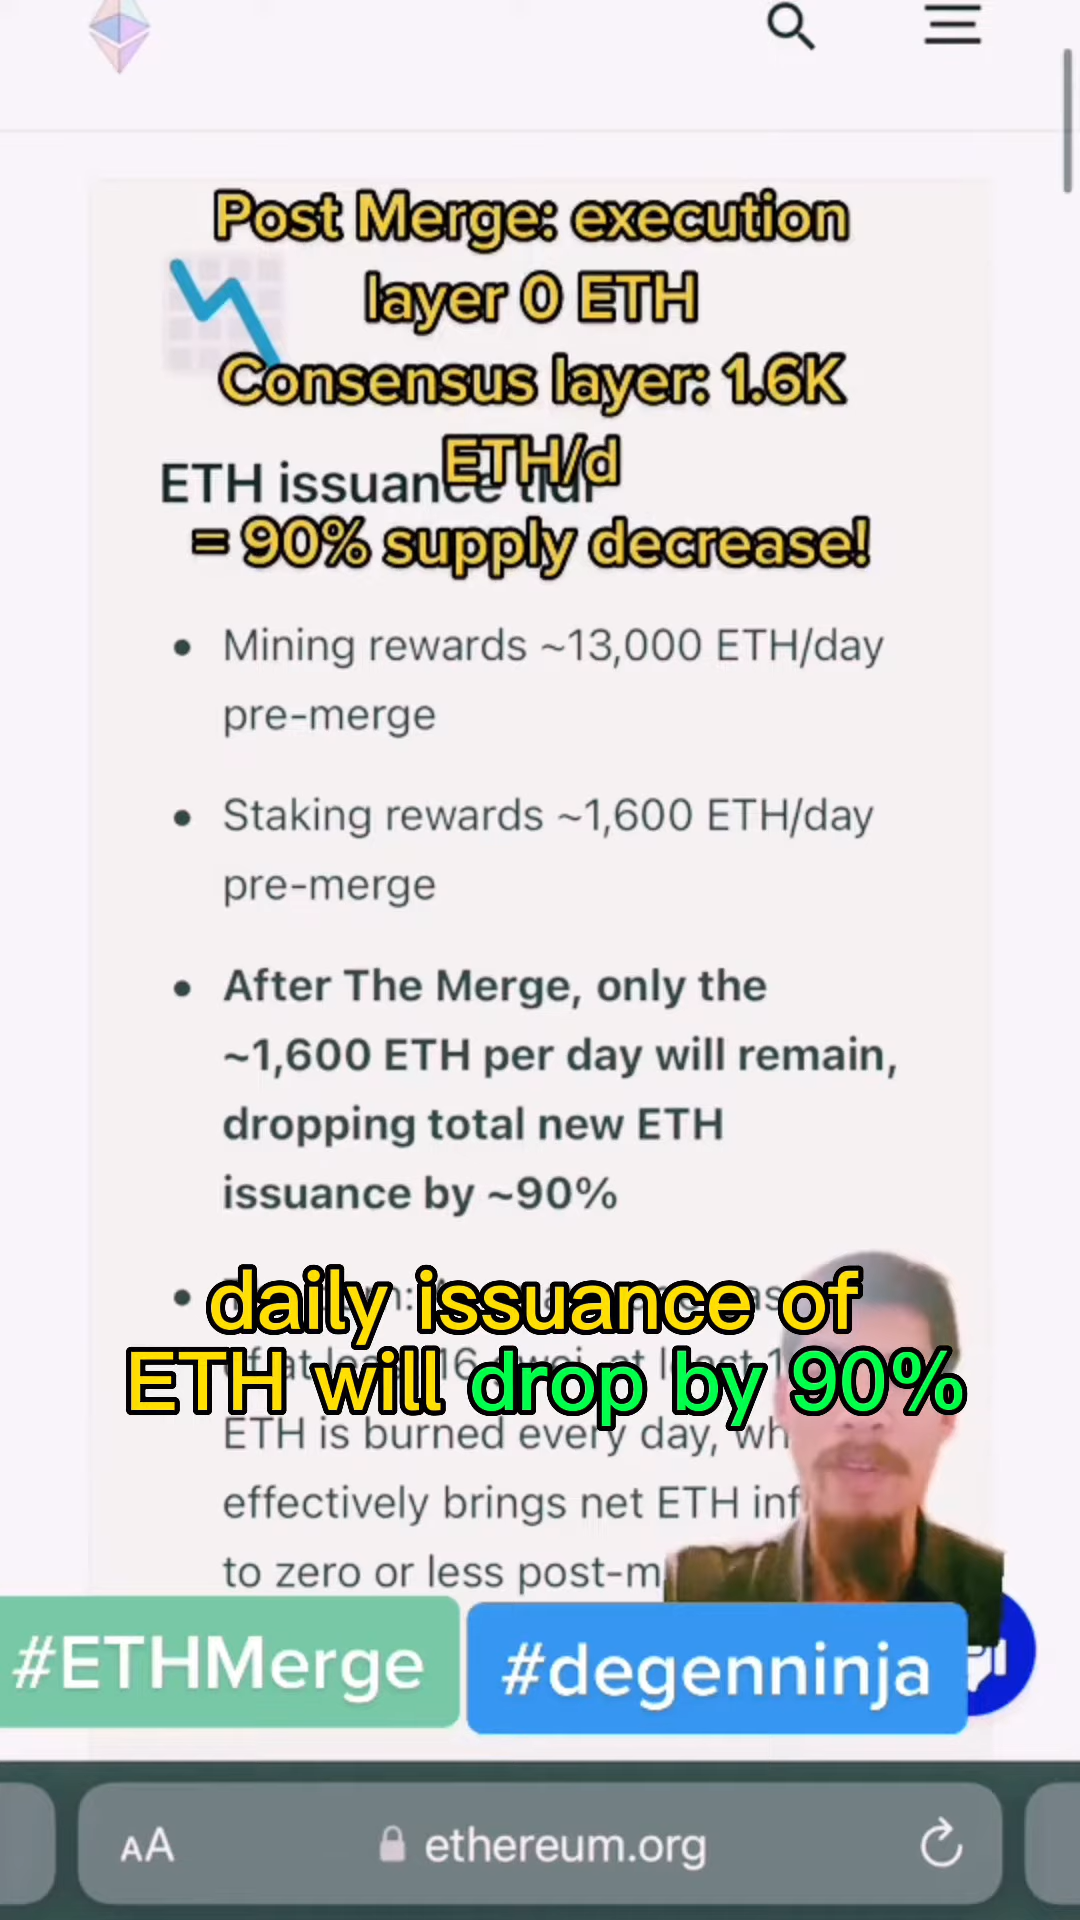 Post Merge: execution
layer 0 ETH
Consensus layer: 1.6K
ETH/d
= 90% supply decrease!
ETH issuance
Mining rewards ~13,000 ETH/day
pre-merge
Staking rewards ~1,600 ETH/day
pre-merge
After The Merge, only the
~1,600 ETH per day will remain,
dropping total new ETH
issuance by ~90%
daily issuance of
ETH will drop by 90%
ETH is burned every day,
effectively brings net ETH
to zero or less
#ETHMerge
#degenninja
AA
ethereum.org